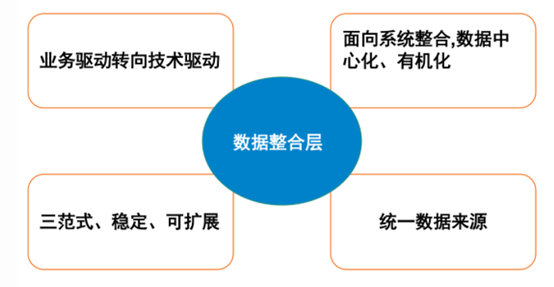 业务驱动转向技术驱动
面向系统整合,数据中
心化、有机化
数据整合层
三范式、稳定、可扩展
统一数据来源